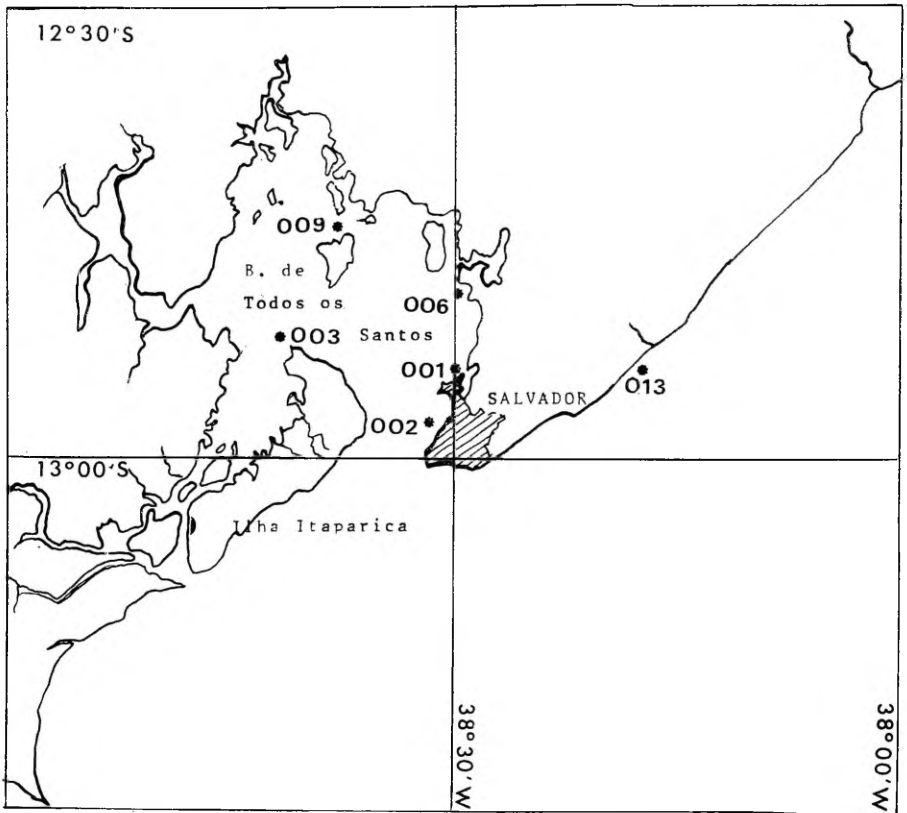 12°30'S
009
B. de
Todos os
Santos
006
003
001
SALVADOR
013
002
13°00'S
Ilha Itaparica
38°30'W
38°00'W